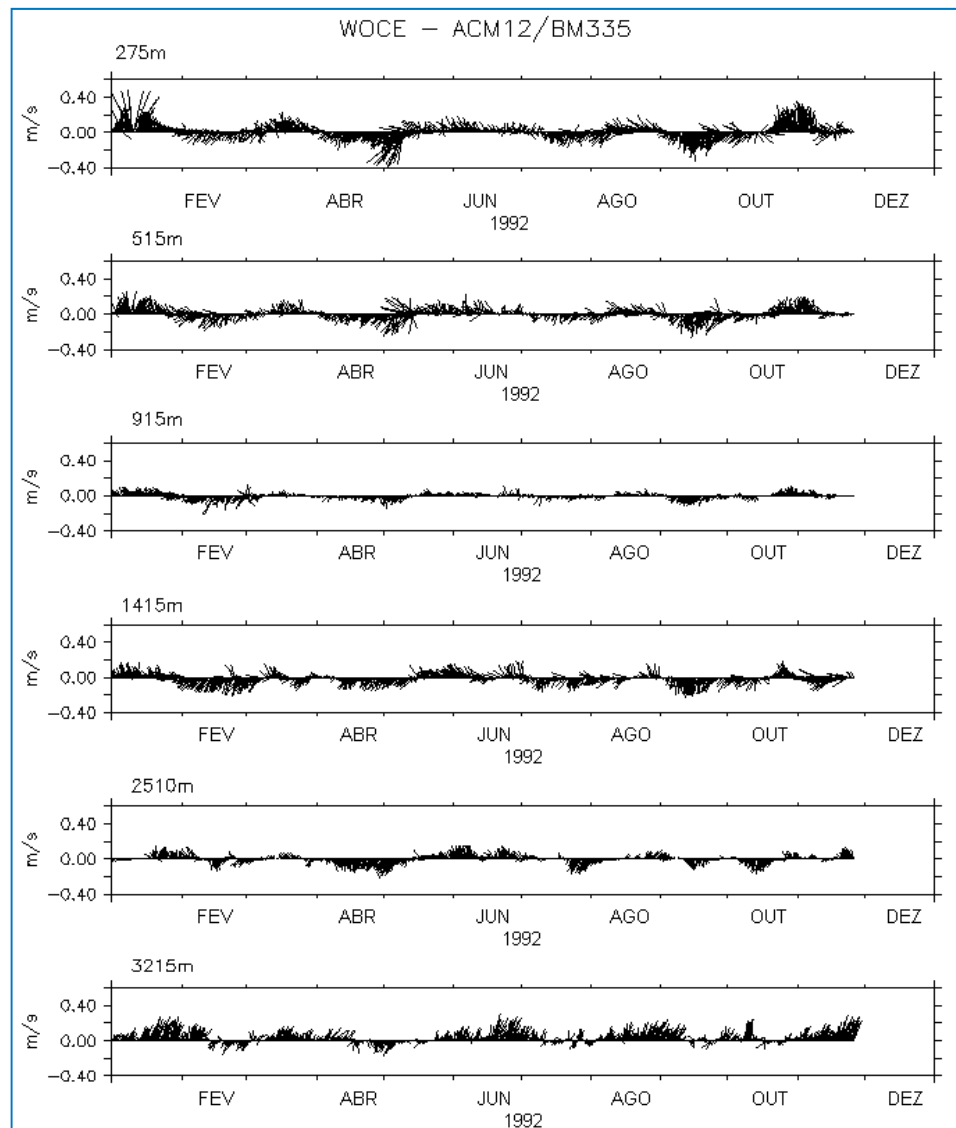 WOCE - ACM12/BM335
275m
0.40
0.00
-0.40
m/s
FEV ABR JUN AGO OUT DEZ
1992
515m
0.40
0.00
-0.40
m/s
FEV ABR JUN AGO OUT DEZ
1992
915m
0.40
0.00
-0.40
m/s
FEV ABR JUN AGO OUT DEZ
1992
1415m
0.40
0.00
-0.40
m/s
FEV ABR JUN AGO OUT DEZ
1992
2510m
0.40
0.00
-0.40
m/s
FEV ABR JUN AGO OUT DEZ
1992
3215m
0.40
0.00
-0.40
m/s
FEV ABR JUN AGO OUT DEZ
1992